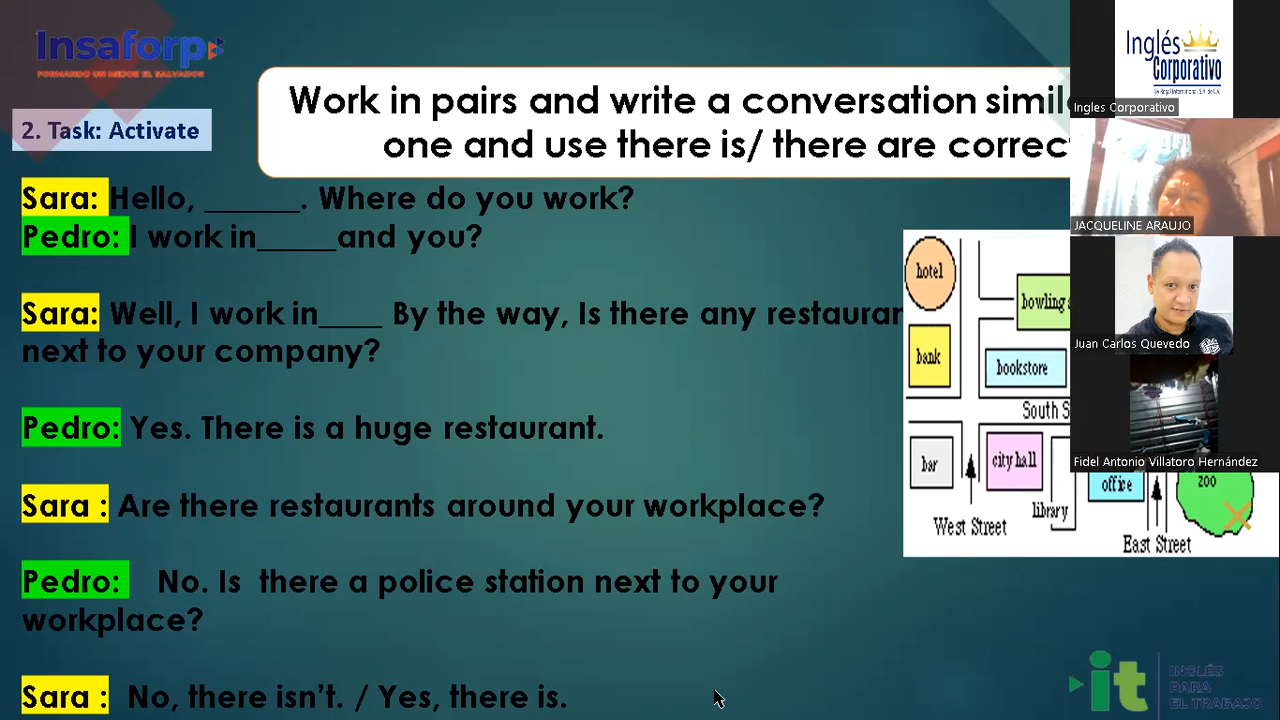 Insaforp
FORMANDO UN MEJOR EL SALVADOR
2. Task: Activate
Work in pairs and write a conversation
one and use there is/ there are
Sara: Hello, ______. Where do you work?
Pedro: I work in_____and you?
Sara: Well, I work in____ By the way, Is there any
next to your company?
Pedro: Yes. There is a huge restaurant.
Sara : Are there restaurants around your workplace?
Pedro: No. Is there a police station next to your
workplace?
Sara : No, there isn't. / Yes, there is.
hotel
bowling
bank
bookstore
South
bar
city hall
office
zoo
library
West Street
East Street
Inglés
Corporativo
Ingles Corporativo
JACQUELINE ARAUJO
Juan Carlos Quevedo
Fidel Antonio Villatoro Hernández
it
INGLÉS
PARA
EL TRABAJO